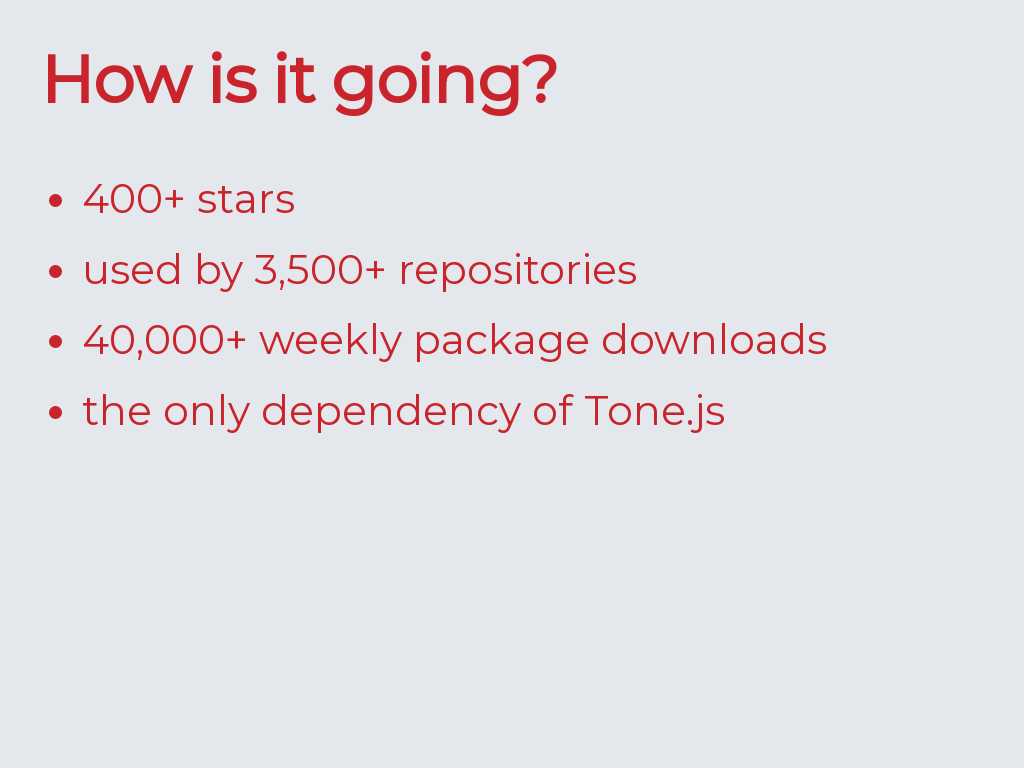 How is it going?
• 400+ stars
• used by 3,500+ repositories
• 40,000+ weekly package downloads
• the only dependency of Tone.js